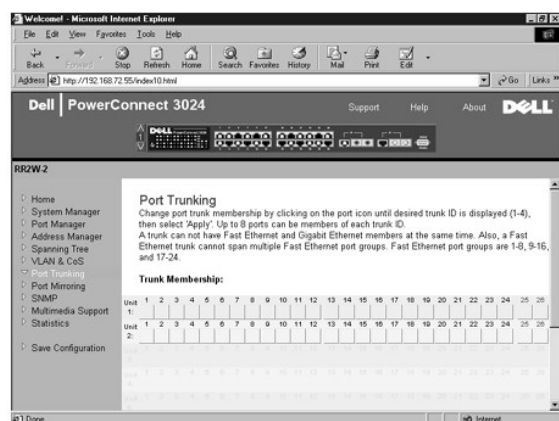 Welcome! - Microsoft Internet Explorer
File Edit View Favorites Tools Help
Back Forward Stop Refresh Home Search Favorites History Mail Print Edit
Address http://192.168.72.55/index10.html Go Links »
Dell | PowerConnect 3024
Support Help About DELL
DELL
RR2W-2
Home
System Manager
Port Manager
Address Manager
Spanning Tree
VLAN & CoS
Port Trunking
Port Mirroring
SNMP
Multimedia Support
Statistics
Save Configuration
Port Trunking
Change port trunk membership by clicking on the port icon until desired trunk ID is displayed (1-4),
then select 'Apply'. Up to 8 ports can be members of each trunk ID.
A trunk can not have Fast Ethernet and Gigabit Ethernet members at the same time. Also, a Fast
Ethernet trunk cannot span multiple Fast Ethernet port groups. Fast Ethernet port groups are 1-8, 9-16,
and 17-24.
Trunk Membership:
Unit 1: 1 2 3 4 5 6 7 8 9 10 11 12 13 14 15 16 17 18 19 20 21 22 23 24 25 26
Unit 2: 1 2 3 4 5 6 7 8 9 10 11 12 13 14 15 16 17 18 19 20 21 22 23 24 25 26
Done
Internet